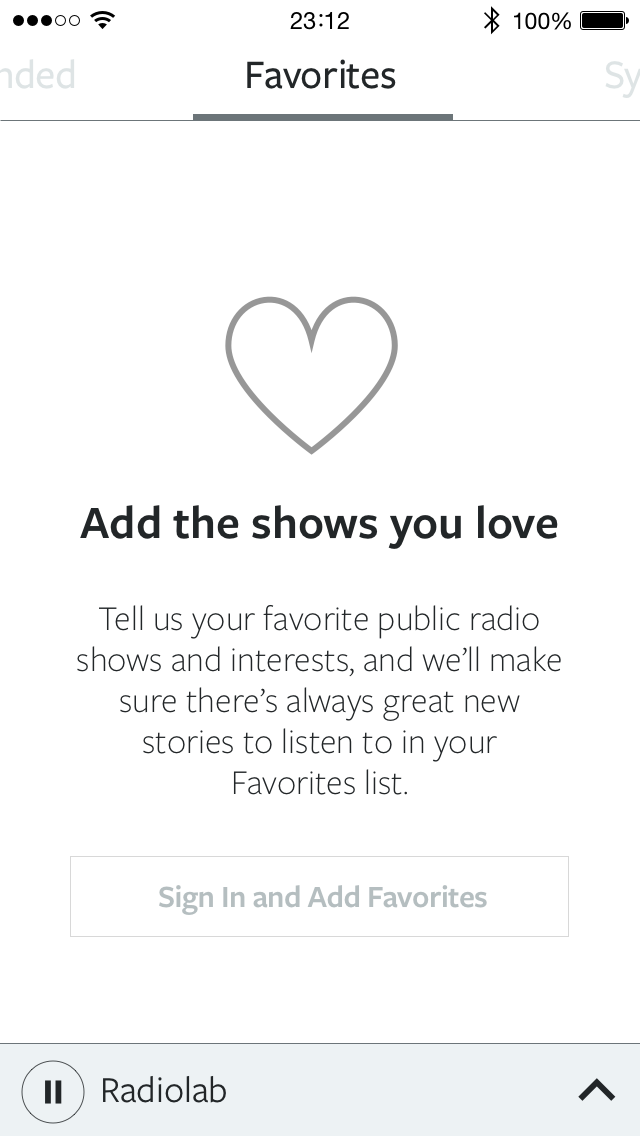 23:12 100%
nded Favorites Sy
Add the shows you love
Tell us your favorite public radio
shows and interests, and we’ll make
sure there’s always great new
stories to listen to in your
Favorites list.
Sign In and Add Favorites
Radiolab